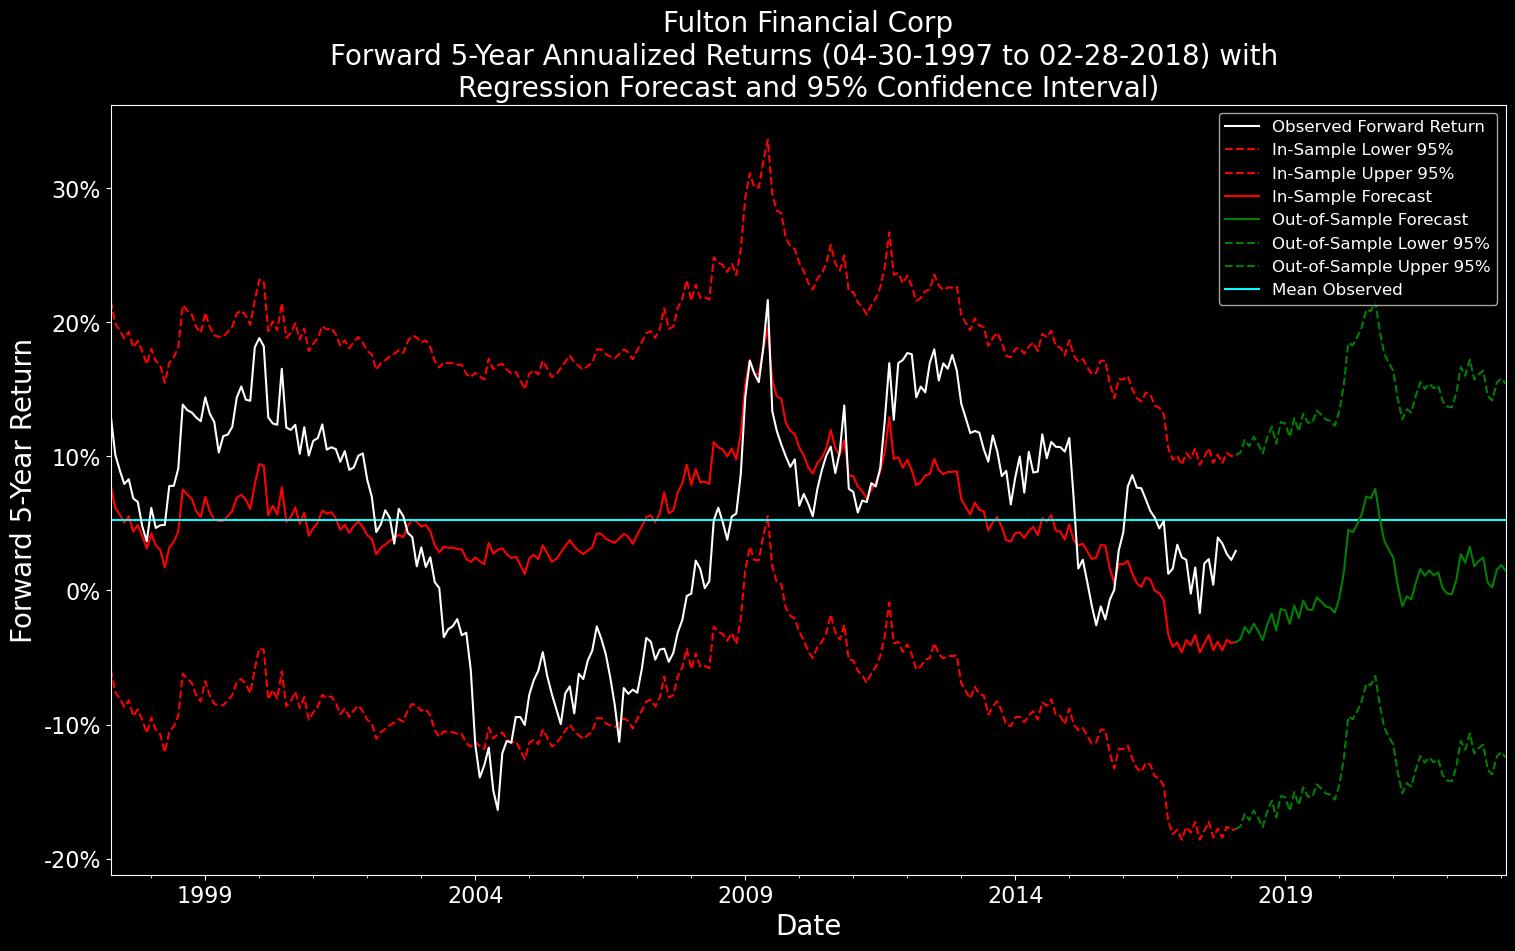 Fulton Financial Corp
Forward 5-Year Annualized Returns (04-30-1997 to 02-28-2018) with
Regression Forecast and 95% Confidence Interval)
Observed Forward Return
In-Sample Lower 95%
In-Sample Upper 95%
In-Sample Forecast
Out-of-Sample Forecast
Out-of-Sample Lower 95%
Out-of-Sample Upper 95%
Mean Observed
Forward 5-Year Return
30%
20%
10%
0%
-10%
-20%
1999
2004
2009
2014
2019
Date